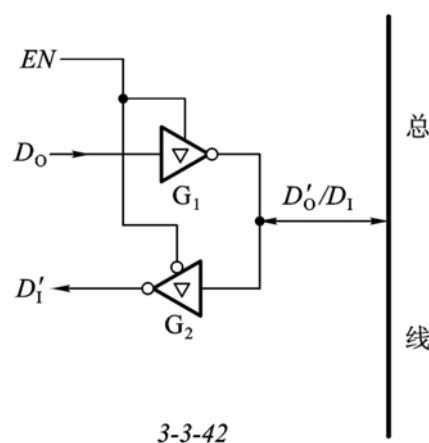 EN
总
D_O
G_1
D'_O/D_I
D'_I
G_2
线
3-3-42